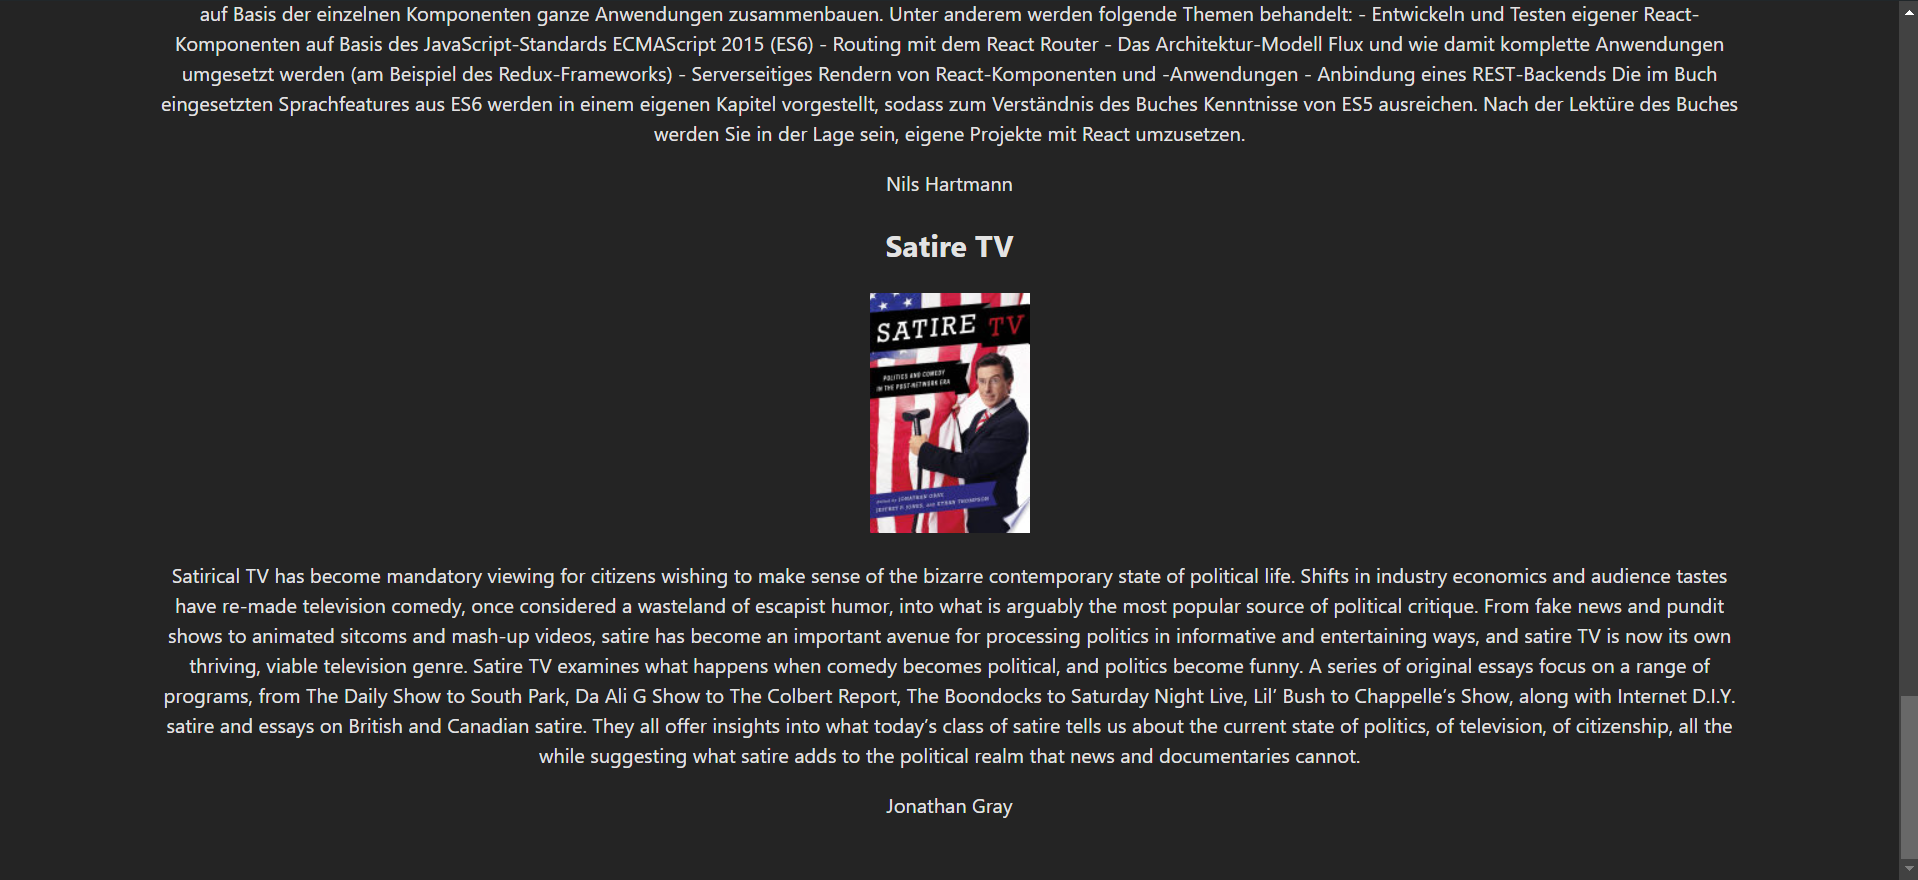 auf Basis der einzelnen Komponenten ganze Anwendungen zusammenbauen. Unter anderem werden folgende Themen behandelt: - Entwickeln und Testen eigener React-
Komponenten auf Basis des JavaScript-Standards ECMAScript 2015 (ES6) - Routing mit dem React Router - Das Architektur-Modell Flux und wie damit komplette Anwendungen
umgesetzt werden (am Beispiel des Redux-Frameworks) - Serverseitiges Rendern von React-Komponenten und -Anwendungen - Anbindung eines REST-Backends Die im Buch
eingesetzten Sprachfeatures aus ES6 werden in einem eigenen Kapitel vorgestellt, sodass zum Verständnis des Buches Kenntnisse von ES5 ausreichen. Nach der Lektüre des Buches
werden Sie in der Lage sein, eigene Projekte mit React umzusetzen.
Nils Hartmann
Satire TV
SATIRE TV
POLITICS AND COMEDY
IN THE POST-NETWORK ERA
edited by JONATHAN GRAY,
JEFFREY P. JONES, and ETHAN THOMPSON
Satirical TV has become mandatory viewing for citizens wishing to make sense of the bizarre contemporary state of political life. Shifts in industry economics and audience tastes
have re-made television comedy, once considered a wasteland of escapist humor, into what is arguably the most popular source of political critique. From fake news and pundit
shows to animated sitcoms and mash-up videos, satire has become an important avenue for processing politics in informative and entertaining ways, and satire TV is now its own
thriving, viable television genre. Satire TV examines what happens when comedy becomes political, and politics become funny. A series of original essays focus on a range of
programs, from The Daily Show to South Park, Da Ali G Show to The Colbert Report, The Boondocks to Saturday Night Live, Lil’ Bush to Chappelle’s Show, along with Internet D.I.Y.
satire and essays on British and Canadian satire. They all offer insights into what today’s class of satire tells us about the current state of politics, of television, of citizenship, all the
while suggesting what satire adds to the political realm that news and documentaries cannot.
Jonathan Gray